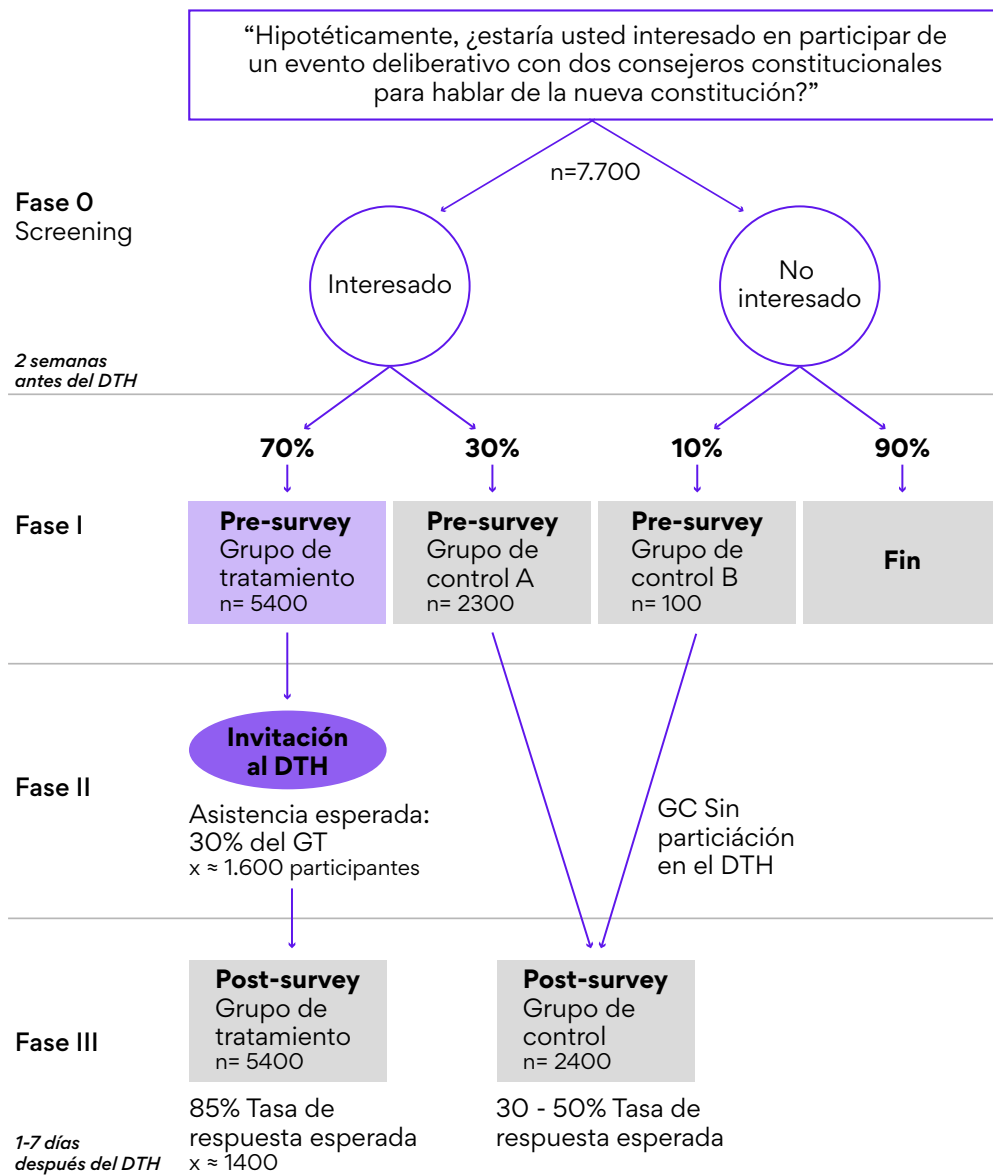 “Hipotéticamente, ¿estaría usted interesado en participar de
un evento deliberativo con dos consejeros constitucionales
para hablar de la nueva constitución?”
n=7.700
Fase 0
Screening
Interesado
No
interesado
2 semanas
antes del DTH
70%
30%
10%
90%
Fase I
Pre-survey
Grupo de
tratamiento
n= 5400
Pre-survey
Grupo de
control A
n= 2300
Pre-survey
Grupo de
control B
n= 100
Fin
Fase II
Invitación
al DTH
Asistencia esperada:
30% del GT
x ≈ 1.600 participantes
GC Sin
particiáción
en el DTH
Fase III
Post-survey
Grupo de
tratamiento
n= 5400
Post-survey
Grupo de
control
n= 2400
85% Tasa de
respuesta esperada
x ≈ 1400
30 - 50% Tasa de
respuesta esperada
1-7 días
después del DTH